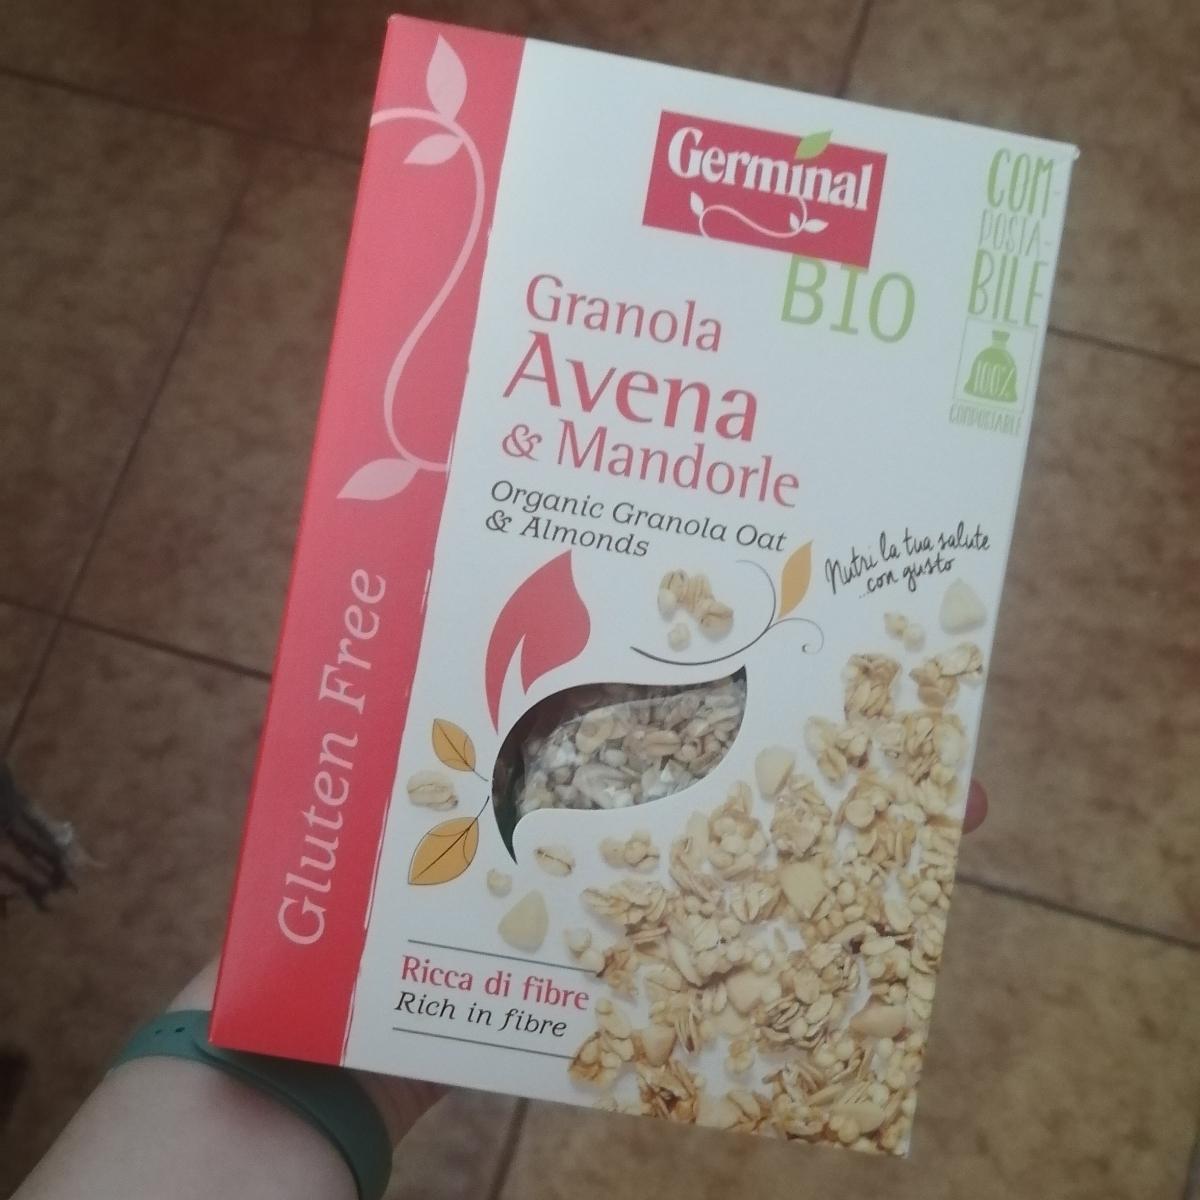 Germinal
BIO
COM-
POSTA-
BILE
100%
COMPOSTABLE
Granola
Avena
& Mandorle
Organic Granola Oat
& Almonds
Nutri la tua salute
...con gusto
Gluten Free
Ricca di fibre
Rich in fibre